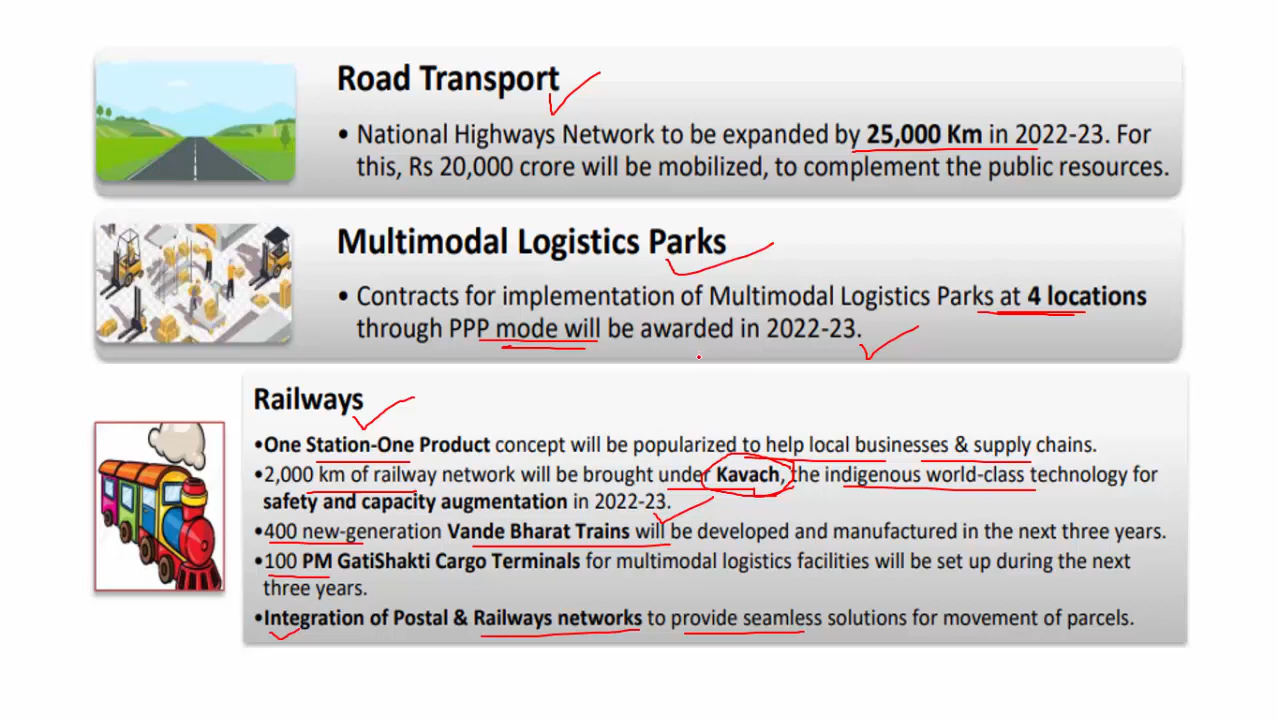 Road Transport
• National Highways Network to be expanded by 25,000 Km in 2022-23. For
this, Rs 20,000 crore will be mobilized, to complement the public resources.
Multimodal Logistics Parks
• Contracts for implementation of Multimodal Logistics Parks at 4 locations
through PPP mode will be awarded in 2022-23.
Railways
•One Station-One Product concept will be popularized to help local businesses & supply chains.
•2,000 km of railway network will be brought under Kavach, the indigenous world-class technology for
safety and capacity augmentation in 2022-23.
•400 new-generation Vande Bharat Trains will be developed and manufactured in the next three years.
•100 PM GatiShakti Cargo Terminals for multimodal logistics facilities will be set up during the next
three years.
•Integration of Postal & Railways networks to provide seamless solutions for movement of parcels.